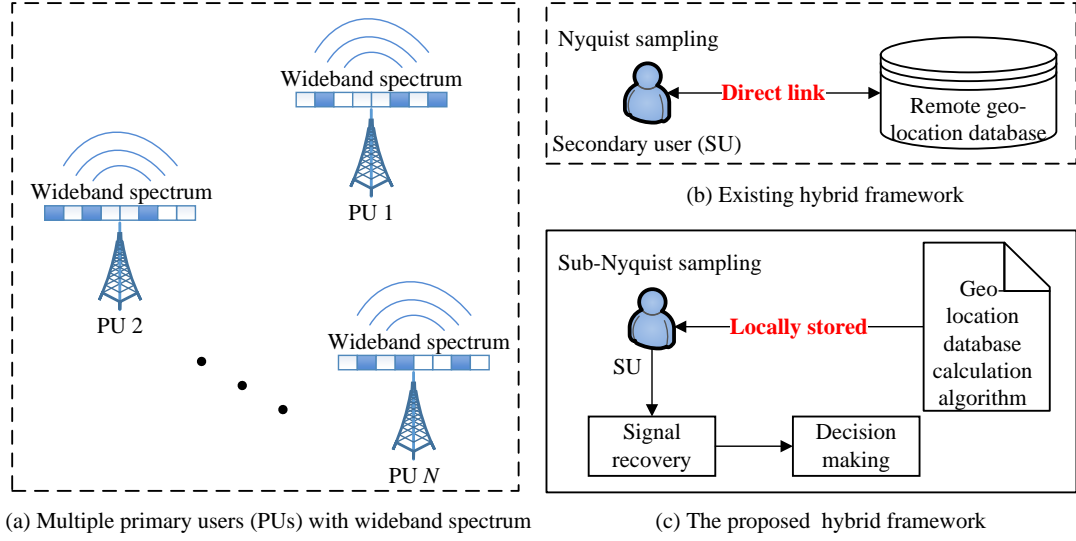 Wideband spectrum
PU 1
Wideband spectrum
PU 2
Wideband spectrum
PU N
(a) Multiple primary users (PUs) with wideband spectrum
Nyquist sampling
Direct link
Remote geo-
location database
Secondary user (SU)
(b) Existing hybrid framework
Sub-Nyquist sampling
Locally stored
SU
Geo-
location
database
calculation
algorithm
Signal
recovery
Decision
making
(c) The proposed hybrid framework